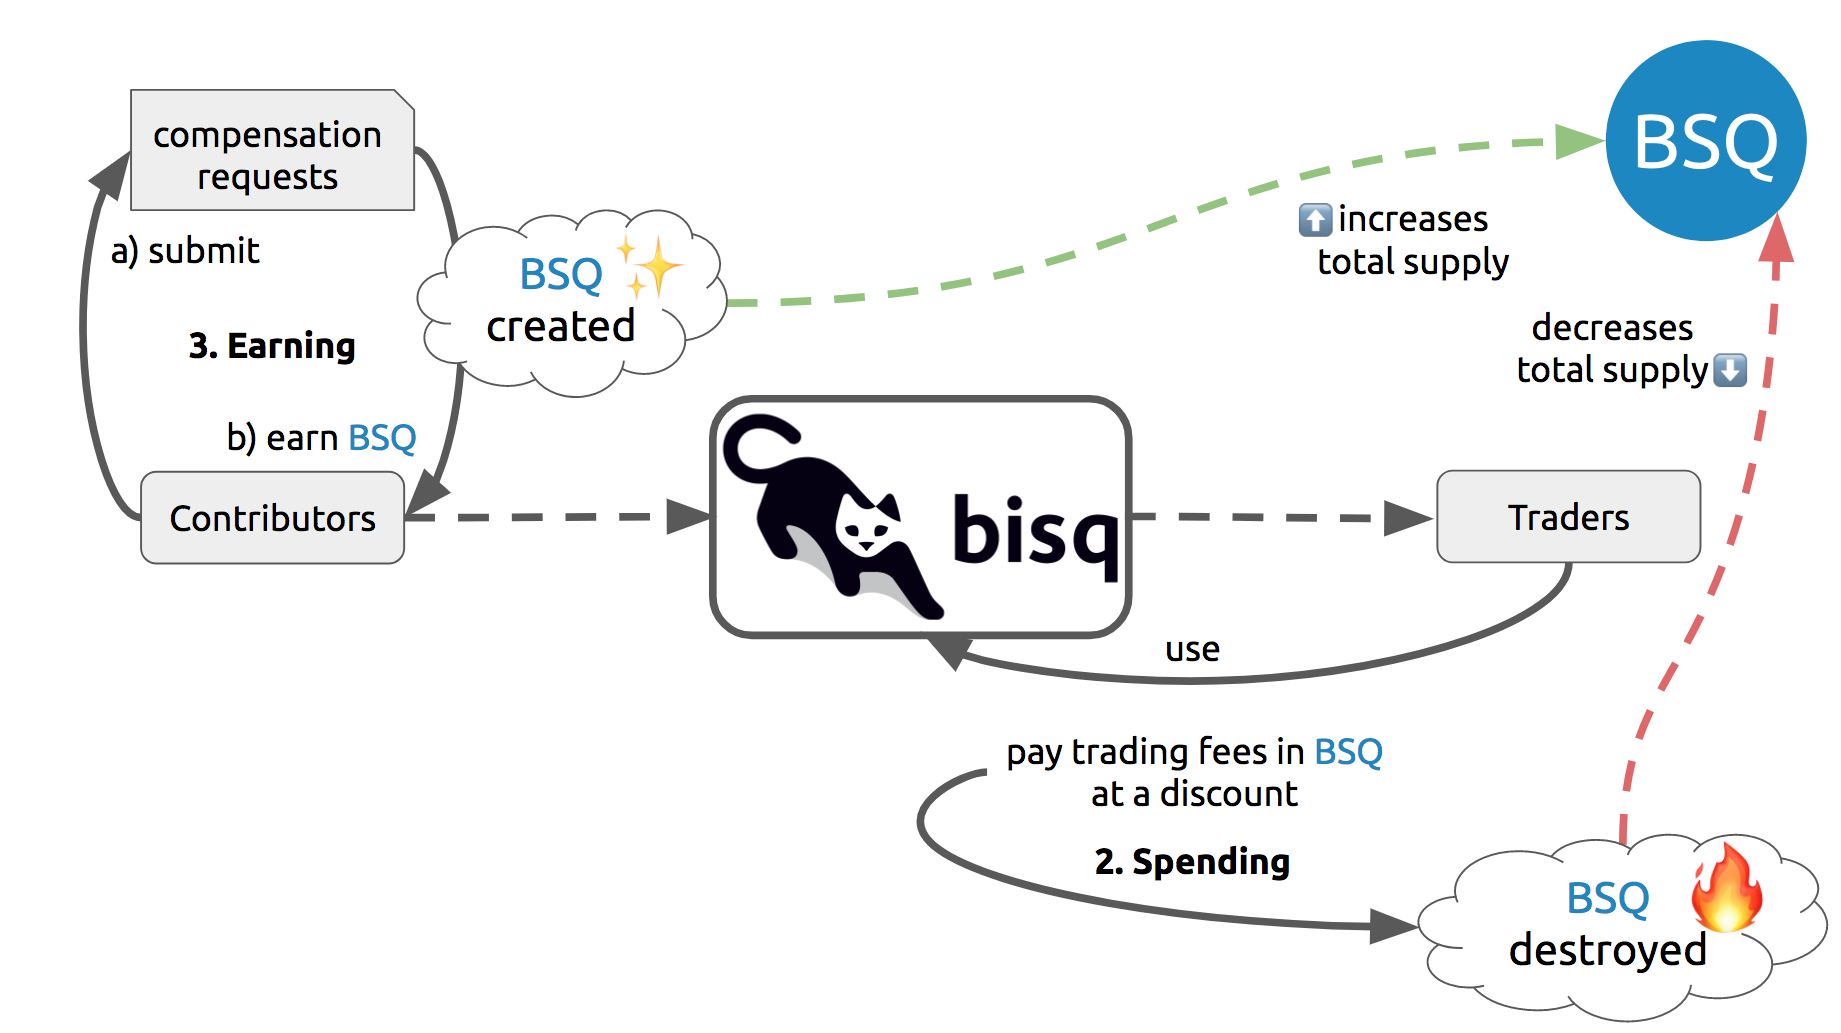 compensation
requests
a) submit
3. Earning
b) earn BSQ
Contributors
BSQ
created
BSQ
increases
total supply
decreases
total supply
bisq
Traders
use
pay trading fees in BSQ
at a discount
2. Spending
BSQ
destroyed